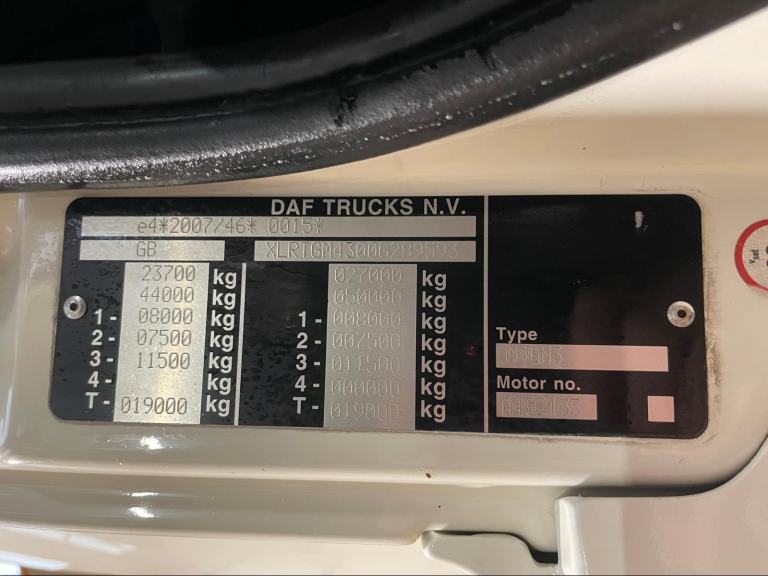 DAF TRUCKS N.V.
e4*2007/46* 0015*
GB XLRTGM4300G289593
23700 kg 027000 kg
44000 kg 050000 kg
1- 08000 kg 1- 008000 kg
2- 07500 kg 2- 007500 kg
3- 11500 kg 3- 011500 kg
4- kg 4- 000000 kg
T- 019000 kg T- 019000 kg
Type
Motor no.
vset